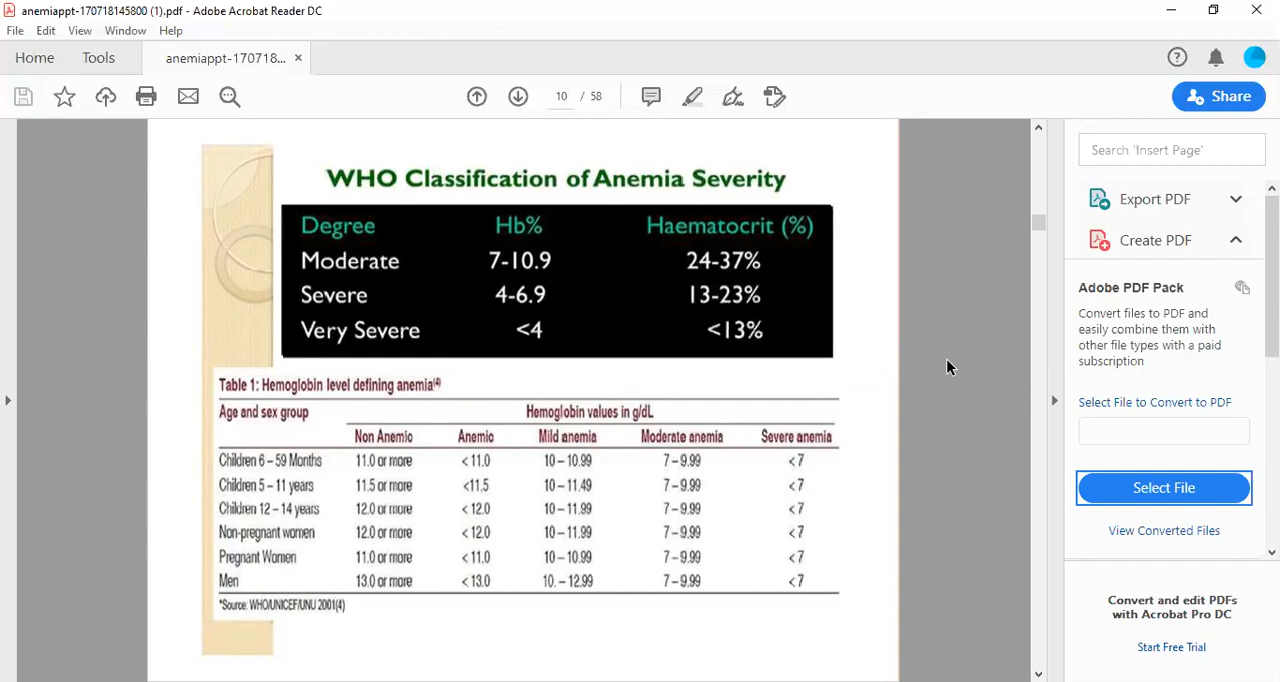 anemiappt-170718145800 (1).pdf - Adobe Acrobat Reader DC
File Edit View Window Help
Home Tools anemiappt-170718... ×
10 / 58
Share
WHO Classification of Anemia Severity
Degree Hb% Haematocrit (%)
Moderate 7-10.9 24-37%
Severe 4-6.9 13-23%
Very Severe <4 <13%
Table 1: Hemoglobin level defining anemia(4)
Age and sex group Hemoglobin values in g/dL
Non Anemic Anemic Mild anemia Moderate anemia Severe anemia
Children 6 – 59 Months 11.0 or more < 11.0 10 – 10.99 7 – 9.99 < 7
Children 5 – 11 years 11.5 or more <11.5 10 – 11.49 7 – 9.99 < 7
Children 12 – 14 years 12.0 or more < 12.0 10 – 11.99 7 – 9.99 < 7
Non-pregnant women 12.0 or more < 12.0 10 – 11.99 7 – 9.99 < 7
Pregnant Women 11.0 or more < 11.0 10 – 10.99 7 – 9.99 < 7
Men 13.0 or more < 13.0 10. – 12.99 7 – 9.99 < 7
*Source: WHO/UNICEF/UNU 2001(4)
Search 'Insert Page'
Export PDF
Create PDF
Adobe PDF Pack
Convert files to PDF and
easily combine them with
other file types with a paid
subscription
Select File to Convert to PDF
Select File
View Converted Files
Convert and edit PDFs
with Acrobat Pro DC
Start Free Trial